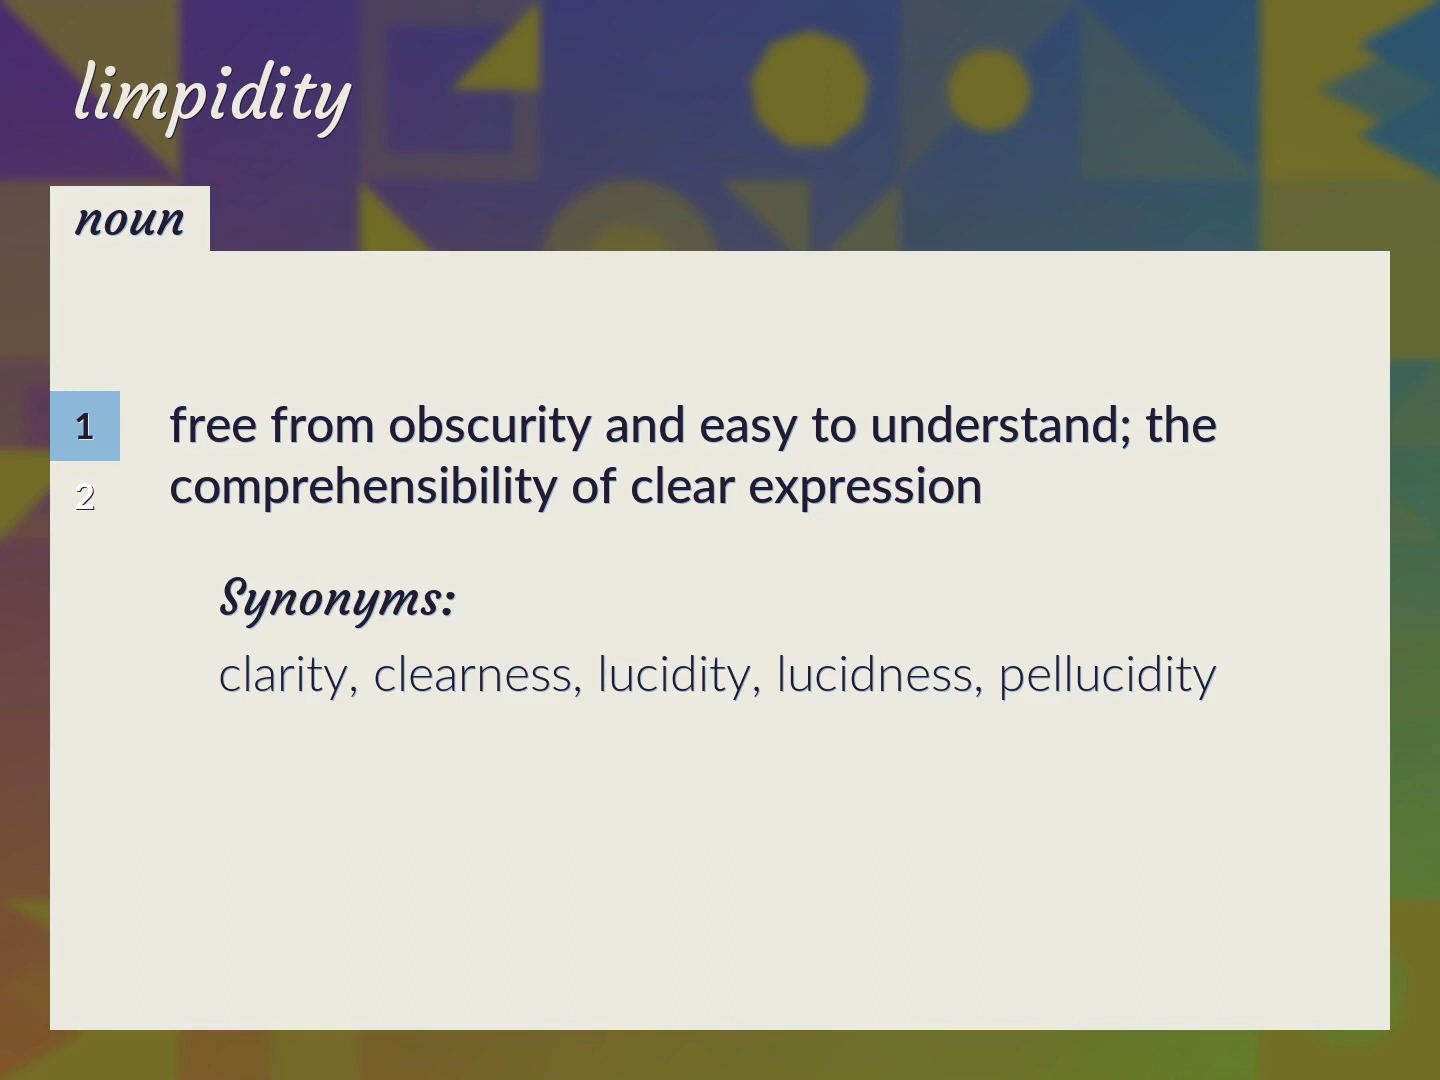 limpidity
noun
1
free from obscurity and easy to understand; the
comprehensibility of clear expression
2
Synonyms:
clarity, clearness, lucidity, lucidness, pellucidity